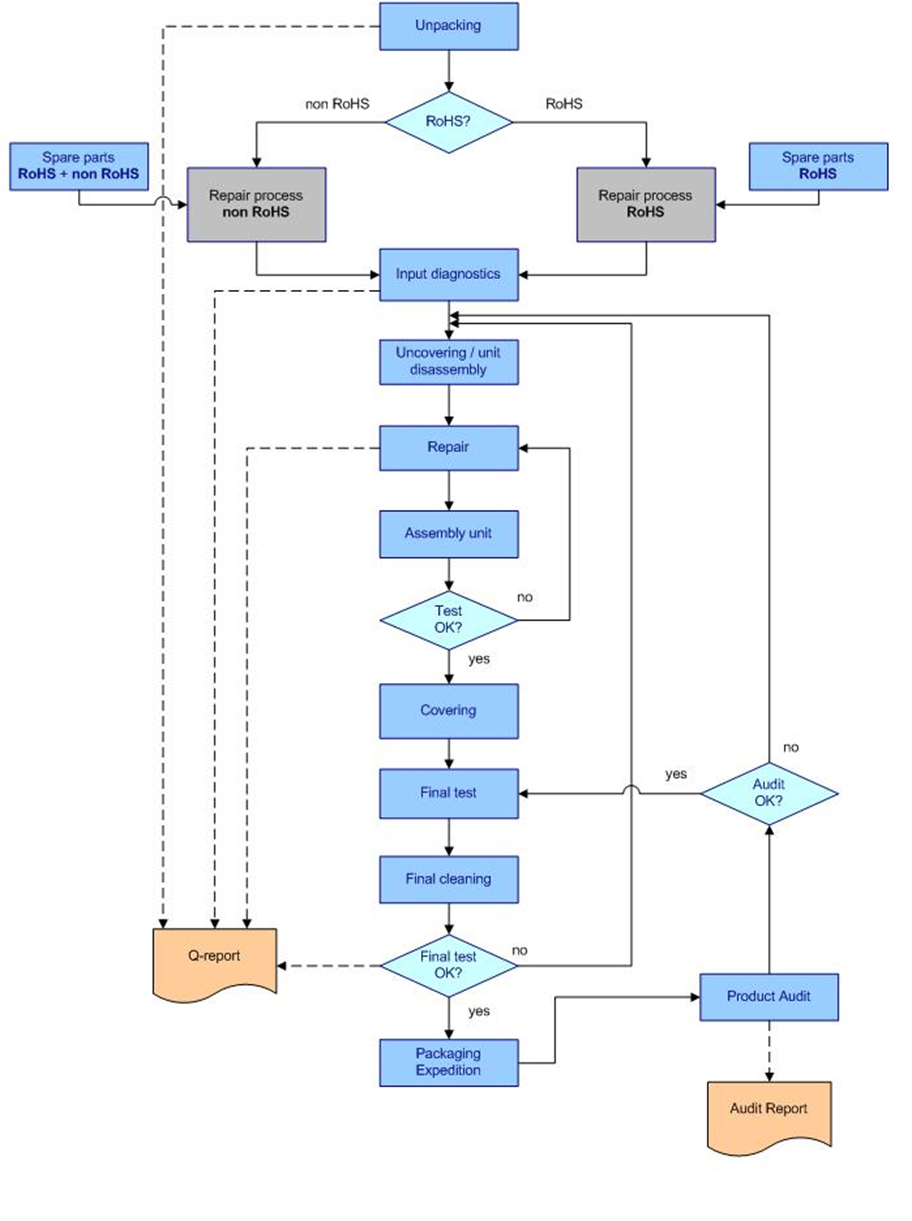 Unpacking
non RoHS
RoHS
RoHS?
Spare parts
RoHS + non RoHS
Spare parts
RoHS
Repair process
non RoHS
Repair process
RoHS
Input diagnostics
Uncovering / unit
disassembly
Repair
Assembly unit
no
Test
OK?
yes
Covering
no
yes
Audit
OK?
Final test
Final cleaning
no
Final test
OK?
Q-report
yes
Product Audit
Packaging
Expedition
Audit Report